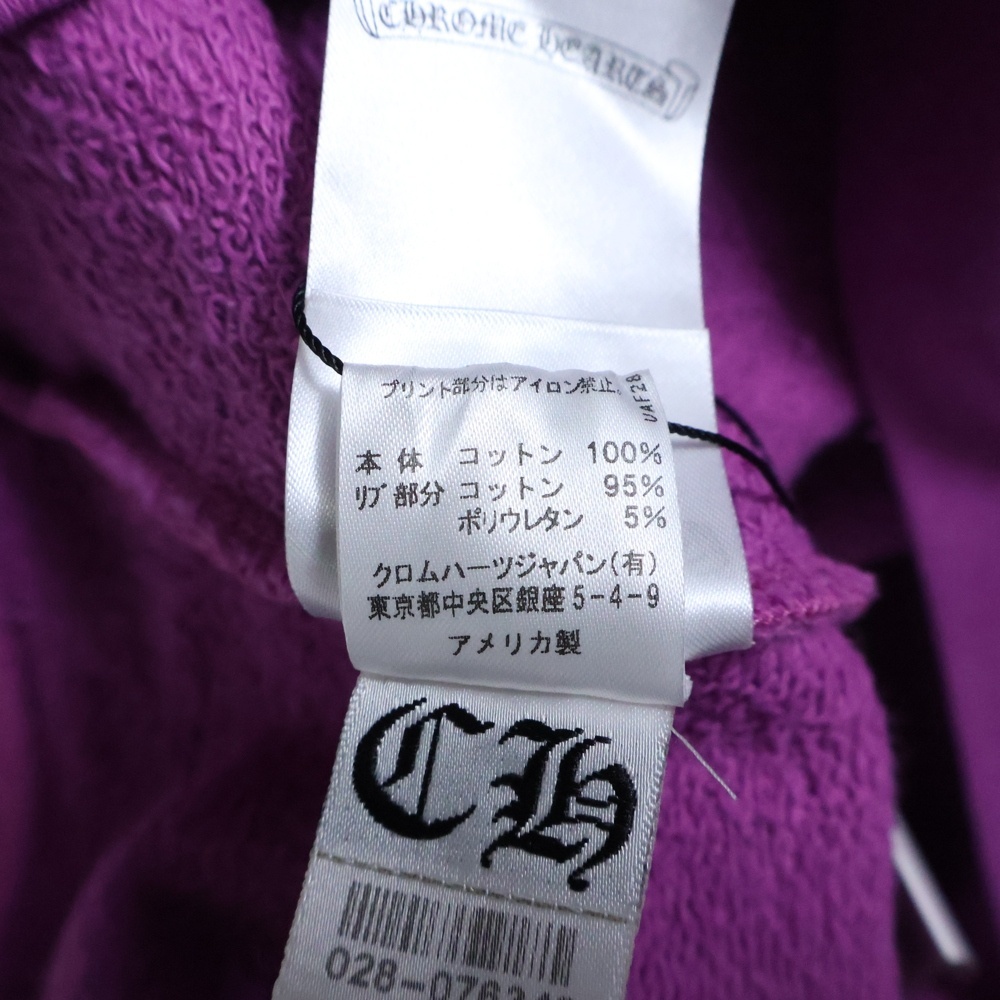 CHROME HEARTS
プリント部分はアイロン禁止。
UAF28
本体 コットン 100%
リブ部分 コットン 95%
ポリウレタン 5%
クロムハーツジャパン(有)
東京都中央区銀座5-4-9
アメリカ製
CH